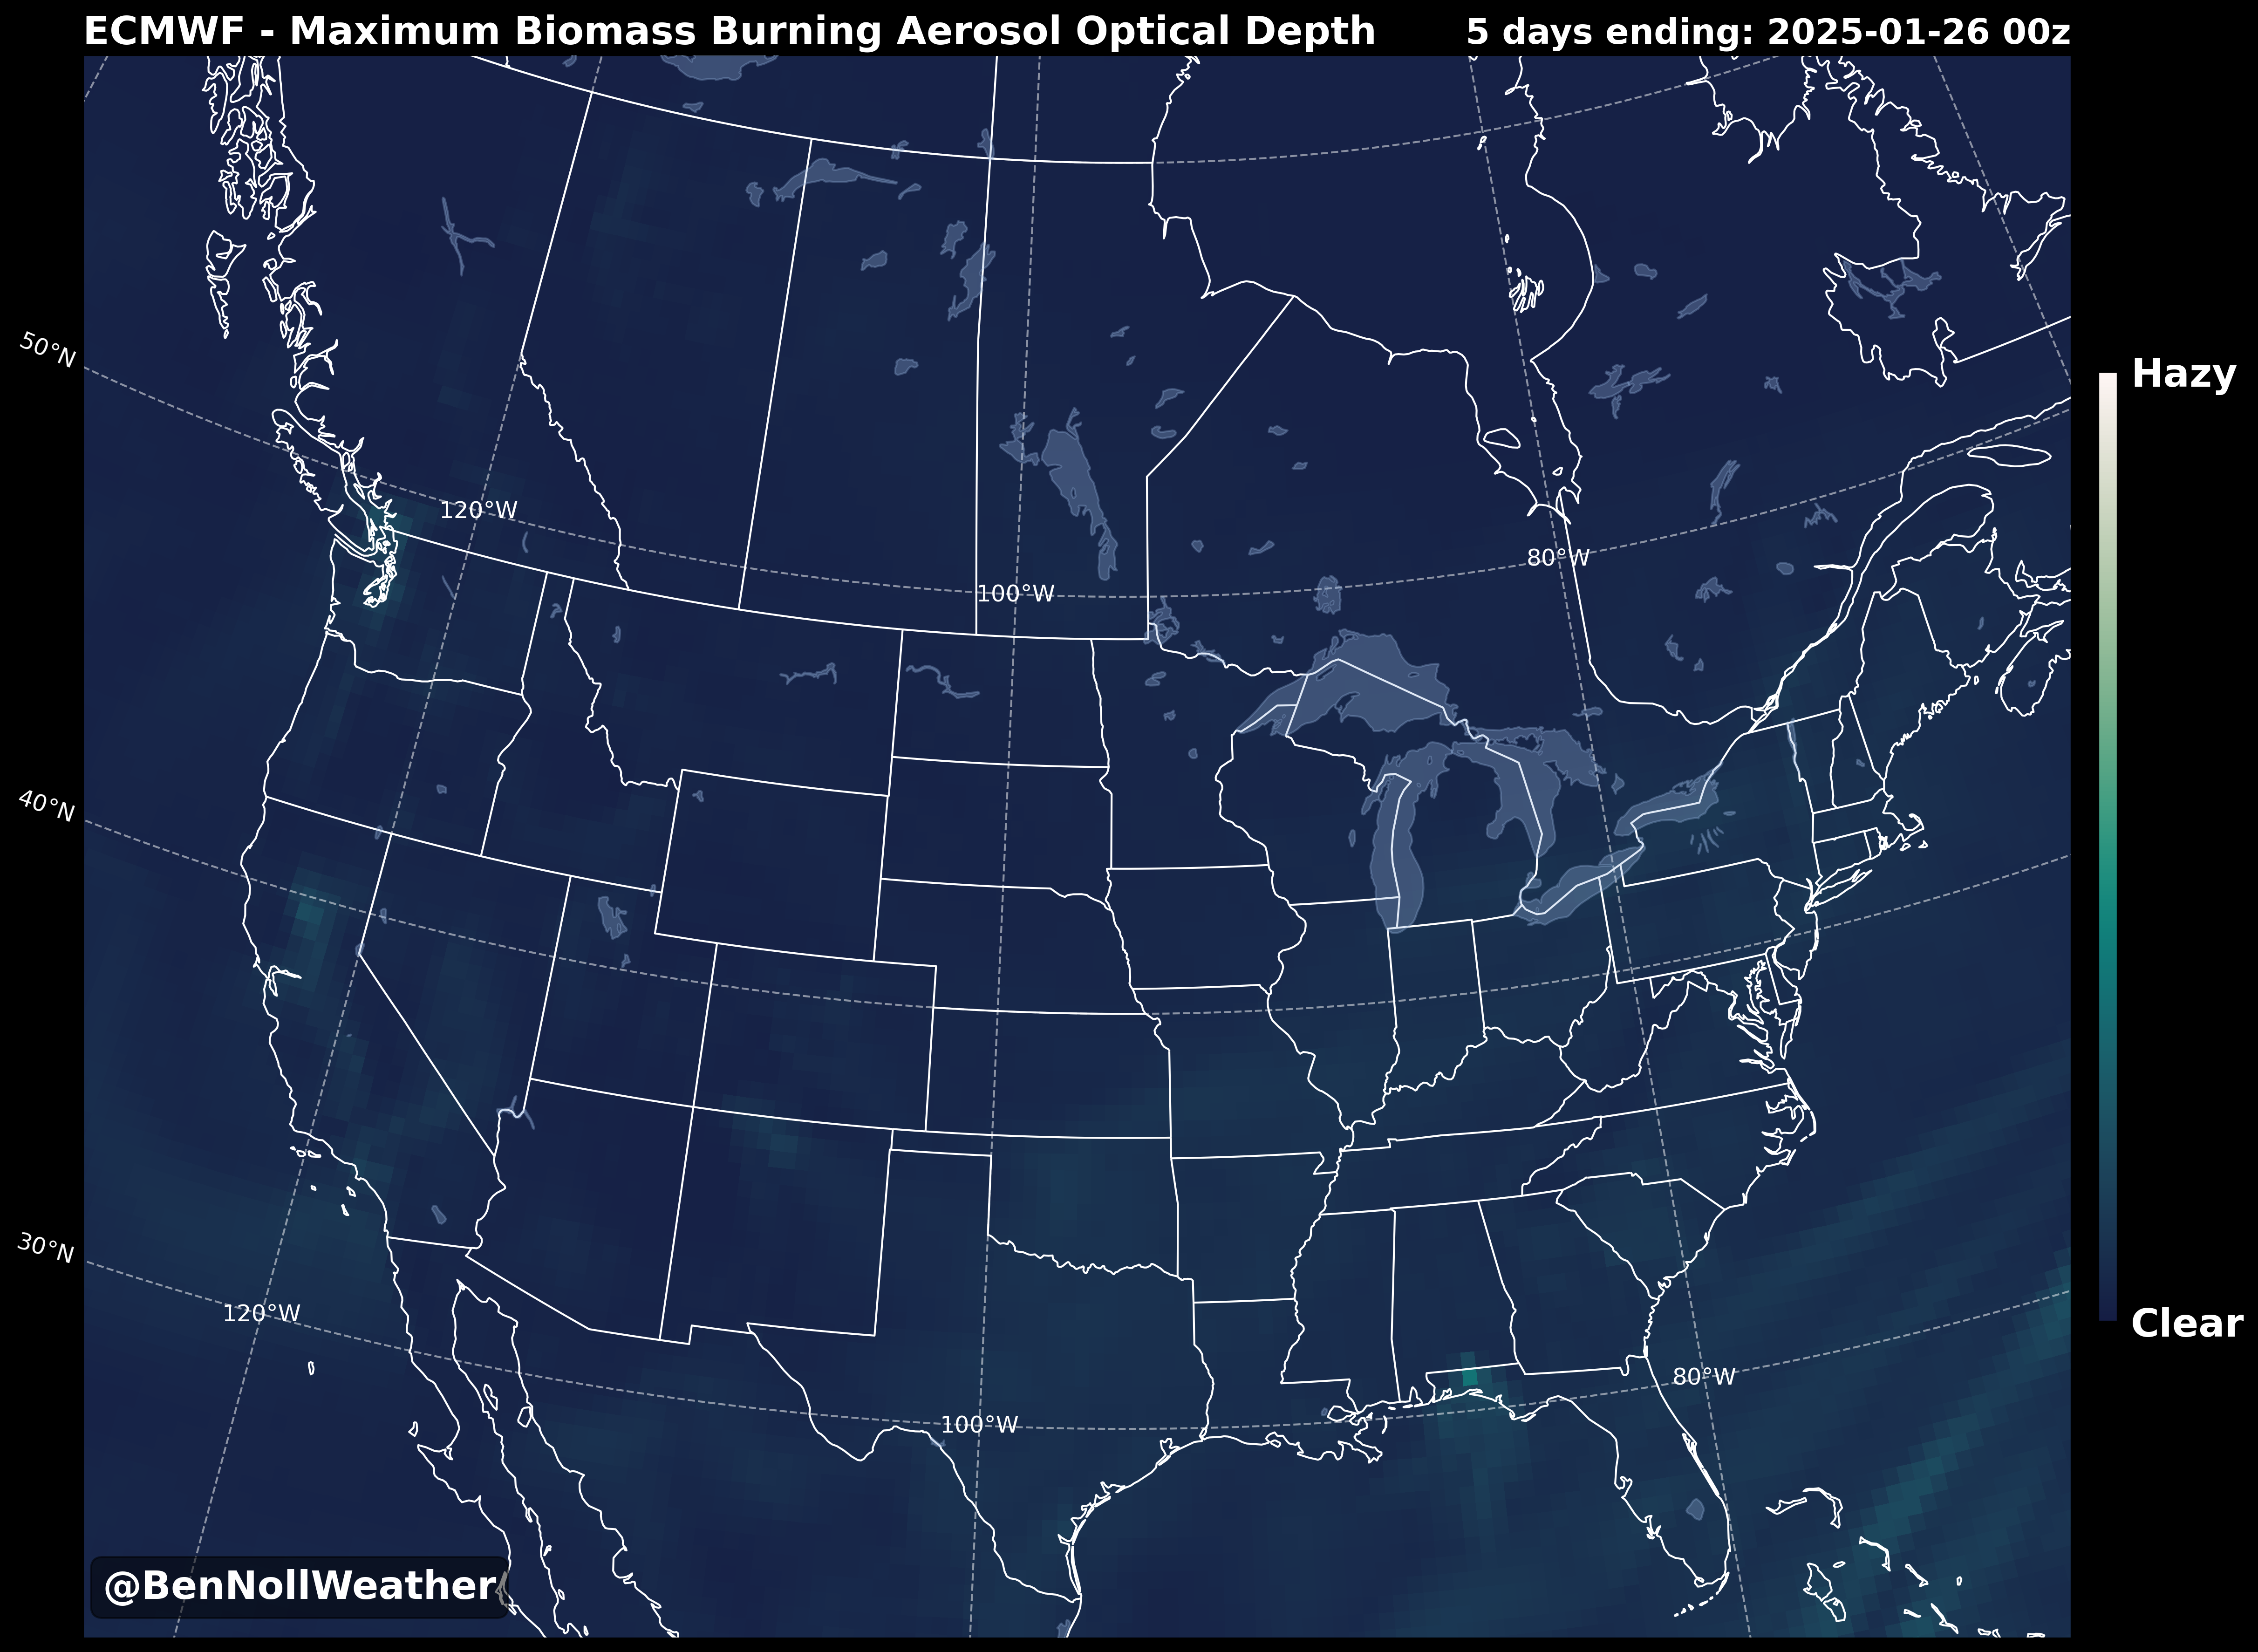 ECMWF - Maximum Biomass Burning Aerosol Optical Depth
5 days ending: 2025-01-26 00z
50°N
Hazy
120°W
80°W
100°W
40°N
30°N
120°W
Clear
80°W
100°W
@BenNollWeather